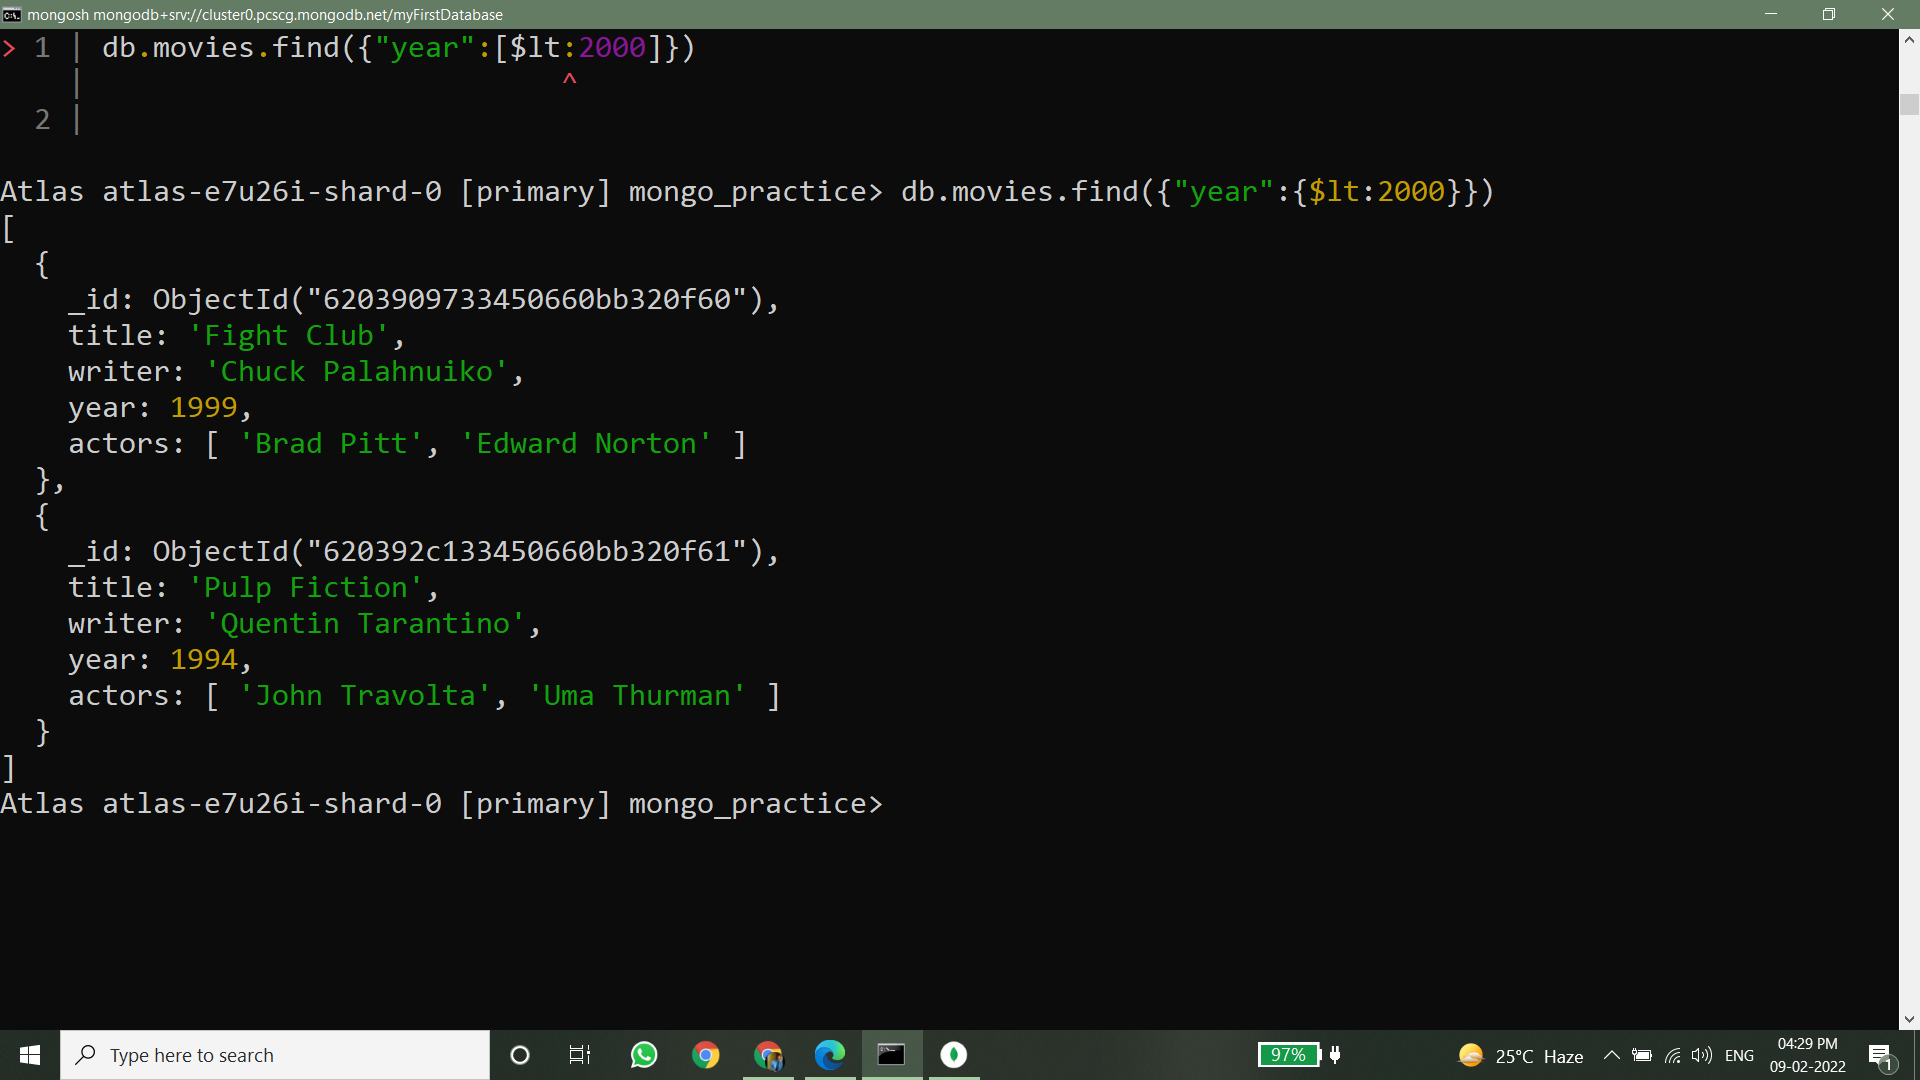 mongosh mongodb+srv://cluster0.pcscg.mongodb.net/myFirstDatabase
> 1 | db.movies.find({"year":[$lt:2000]})
| ^
2 |
Atlas atlas-e7u26i-shard-0 [primary] mongo_practice> db.movies.find({"year":{$lt:2000}})
[
{
_id: ObjectId("6203909733450660bb320f60"),
title: 'Fight Club',
writer: 'Chuck Palahnuiko',
year: 1999,
actors: [ 'Brad Pitt', 'Edward Norton' ]
},
{
_id: ObjectId("620392c133450660bb320f61"),
title: 'Pulp Fiction',
writer: 'Quentin Tarantino',
year: 1994,
actors: [ 'John Travolta', 'Uma Thurman' ]
}
]
Atlas atlas-e7u26i-shard-0 [primary] mongo_practice>
Type here to search
97%
25°C Haze
ENG
04:29 PM
09-02-2022
1